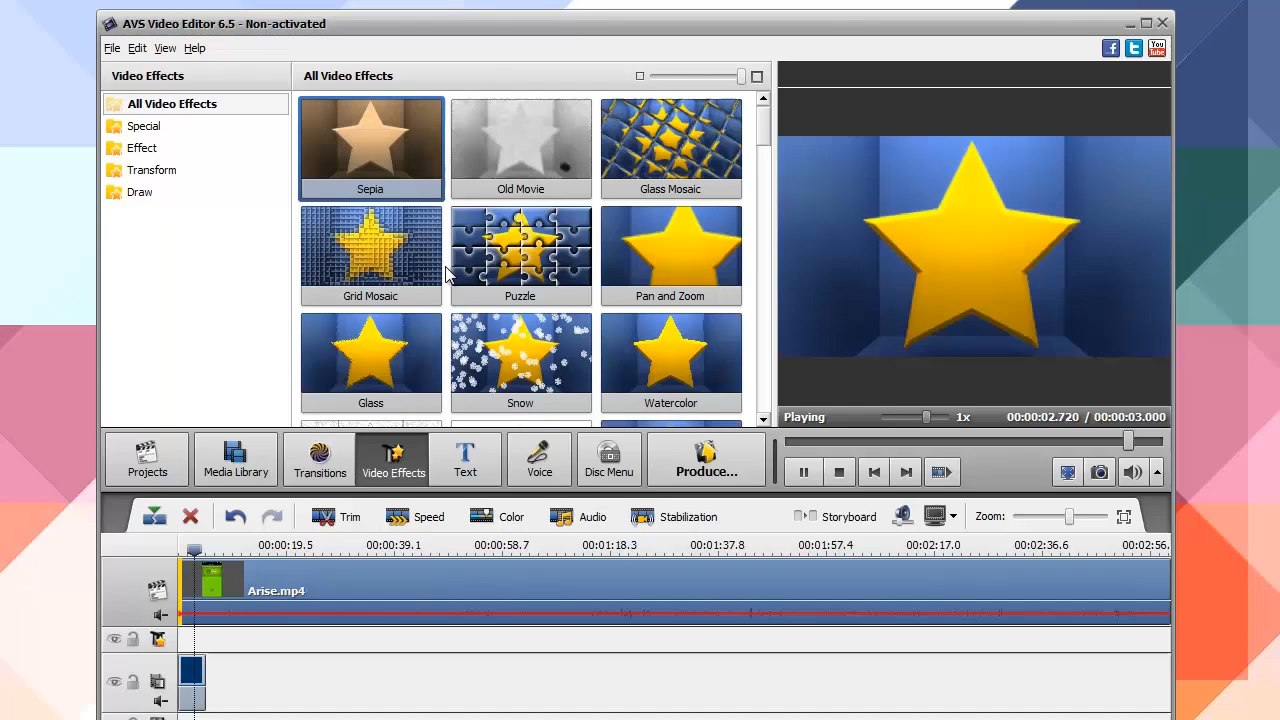 AVS Video Editor 6.5 - Non-activated
File Edit View Help
f t You Tube
Video Effects
All Video Effects
All Video Effects
Special
Effect
Transform
Draw
Sepia Old Movie Glass Mosaic
Grid Mosaic Puzzle Pan and Zoom
Glass Snow Watercolor
Playing 1x 00:00:02.720 / 00:00:03.000
Projects Media Library Transitions Video Effects Text Voice Disc Menu Produce...
Trim Speed Color Audio Stabilization Storyboard Zoom:
00:00:19.5 00:00:39.1 00:00:58.7 00:01:18.3 00:01:37.8 00:01:57.4 00:02:17.0 00:02:36.6 00:02:56.
Arise.mp4